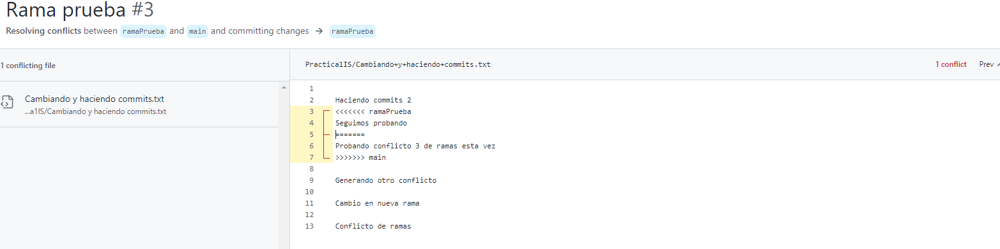 Rama prueba #3
Resolving conflicts between ramaPrueba and main and committing changes → ramaPrueba
1 conflicting file
Cambiando y haciendo commits.txt
...a1IS/Cambiando y haciendo commits.txt
Practica1IS/Cambiando+y+haciendo+commits.txt
1 conflict Prev
1
2 Haciendo commits 2
3 <<<<<<< ramaPrueba
4 Seguimos probando
5 =======
6 Probando conflicto 3 de ramas esta vez
7 >>>>>>> main
8
9 Generando otro conflicto
10
11 Cambio en nueva rama
12
13 Conflicto de ramas